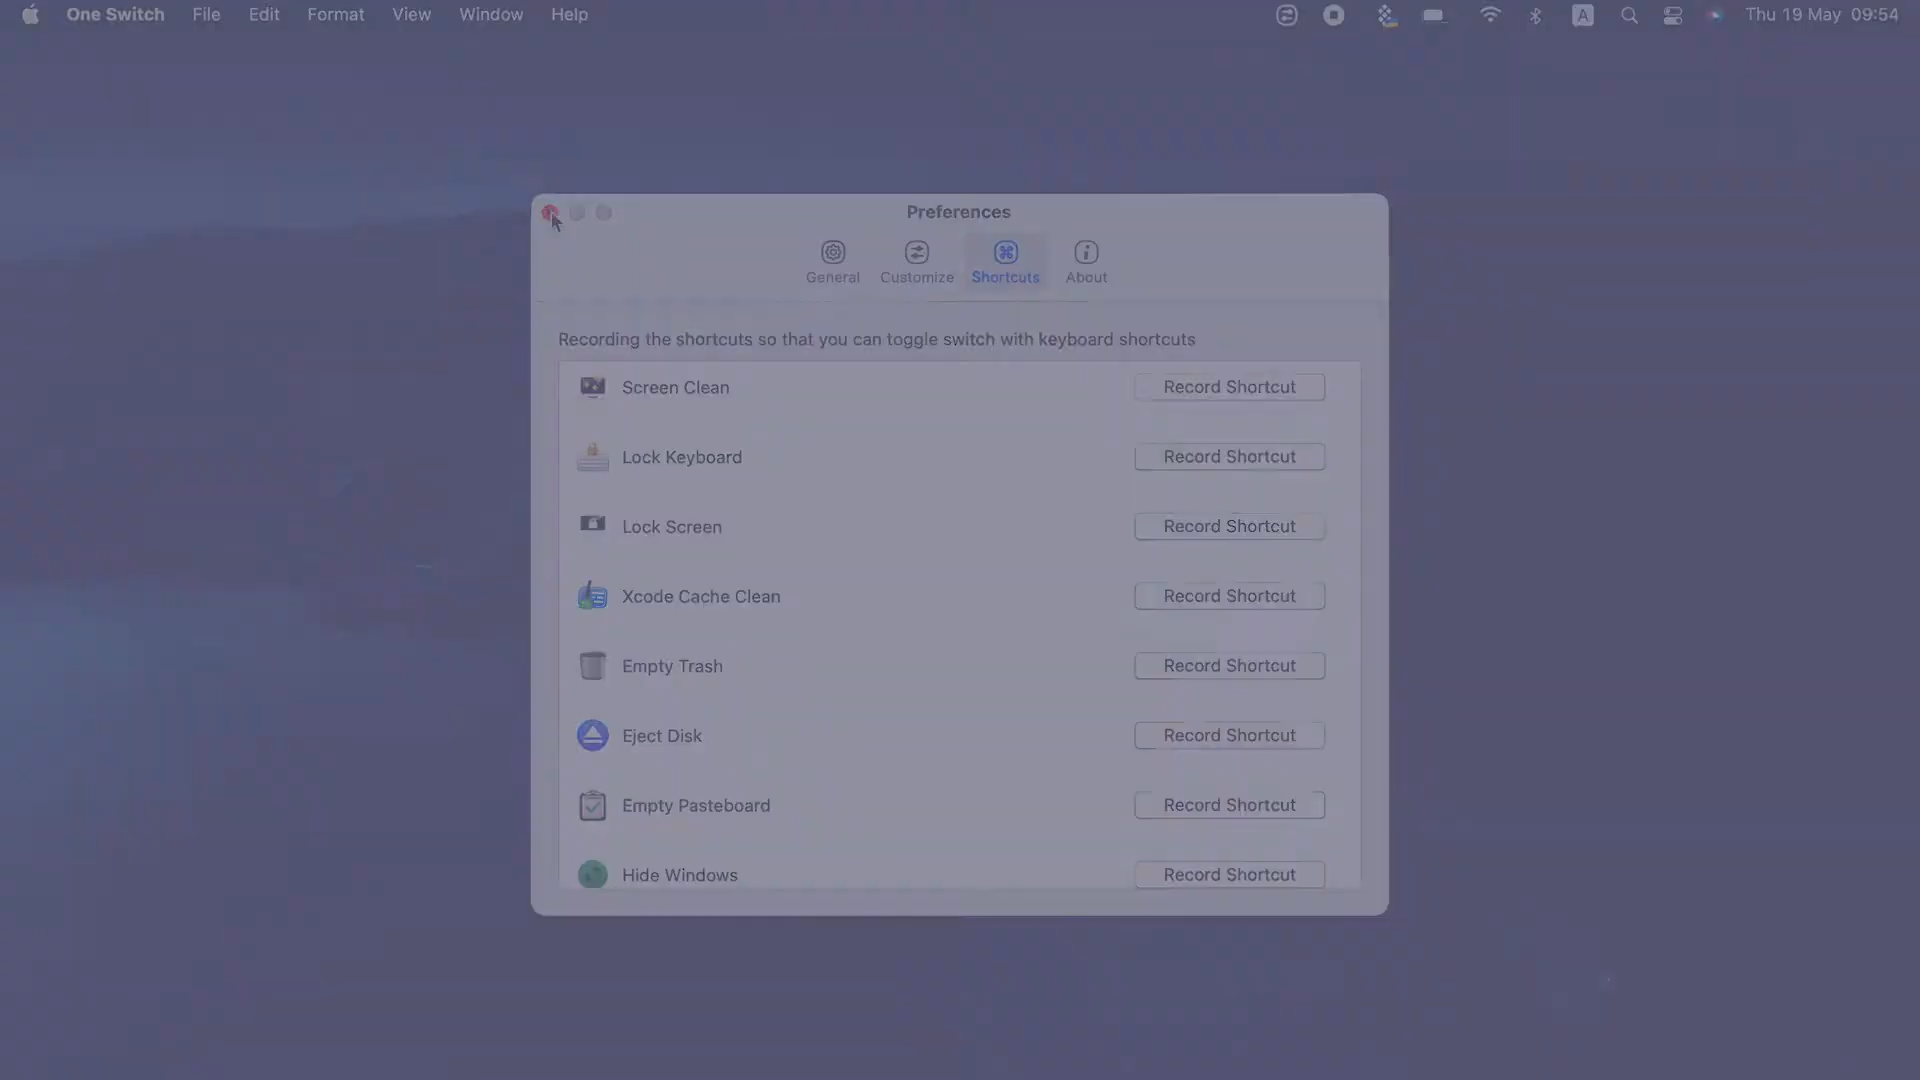 One Switch File Edit Format View Window Help A Thu 19 May 09:54
Preferences
General Customize Shortcuts About
Recording the shortcuts so that you can toggle switch with keyboard shortcuts
Screen Clean Record Shortcut
Lock Keyboard Record Shortcut
Lock Screen Record Shortcut
Xcode Cache Clean Record Shortcut
Empty Trash Record Shortcut
Eject Disk Record Shortcut
Empty Pasteboard Record Shortcut
Hide Windows Record Shortcut